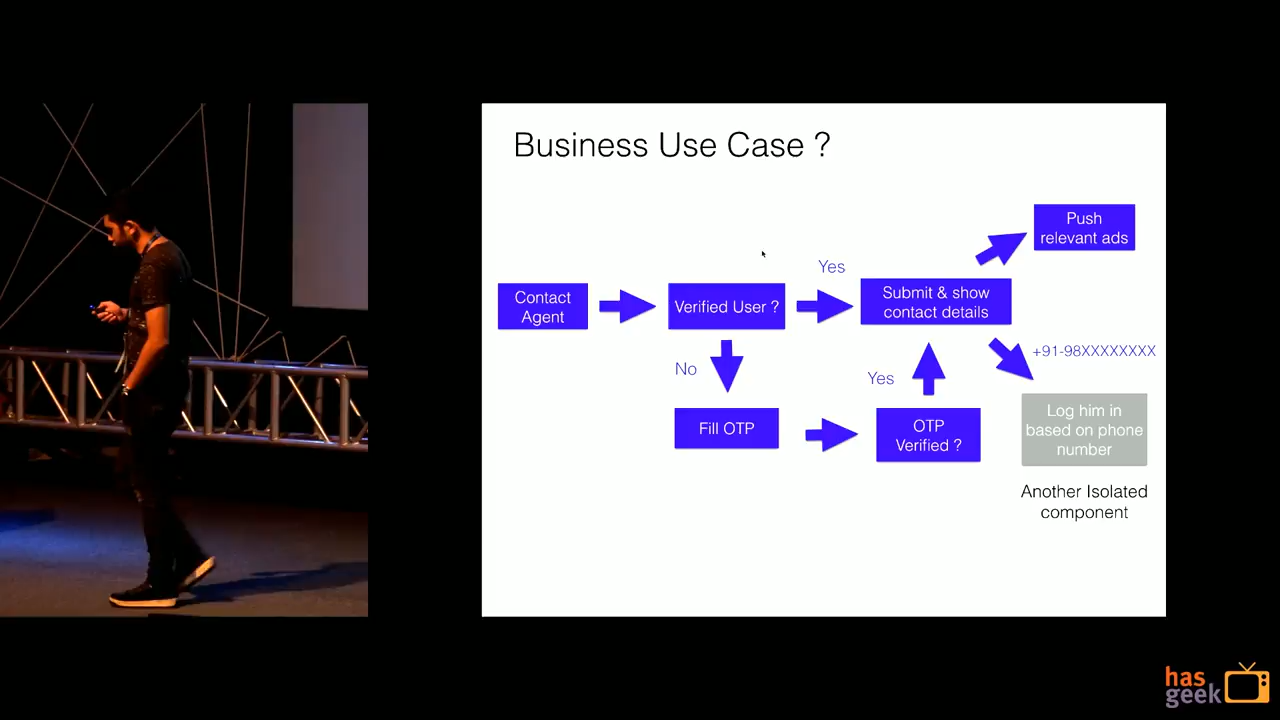 Business Use Case ?
Push
relevant ads
Yes
Contact
Agent
Verified User ?
Submit & show
contact details
+91-98XXXXXXXX
No
Yes
Fill OTP
OTP
Verified ?
Log him in
based on phone
number
Another Isolated
component
has
geek